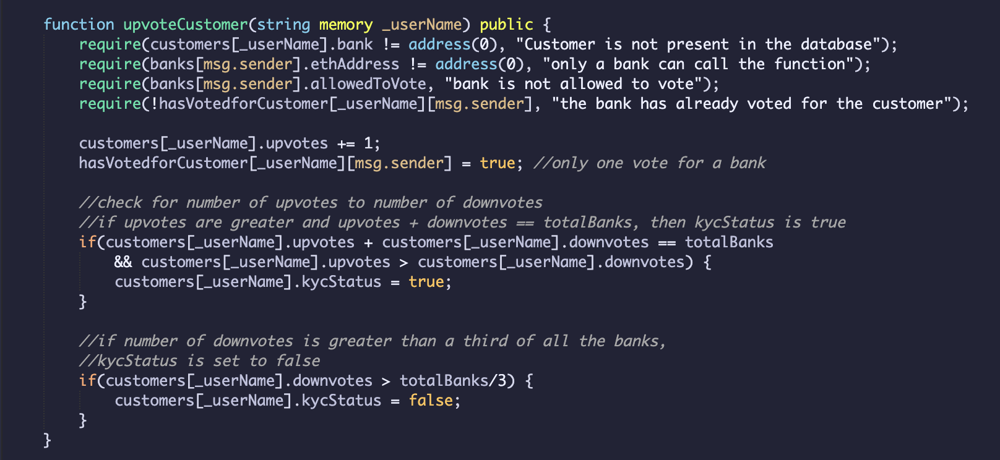 function upvoteCustomer(string memory _userName) public {
require(customers[_userName].bank != address(0), "Customer is not present in the database");
require(banks[msg.sender].ethAddress != address(0), "only a bank can call the function");
require(banks[msg.sender].allowedToVote, "bank is not allowed to vote");
require(!hasVotedforCustomer[_userName][msg.sender], "the bank has already voted for the customer");
customers[_userName].upvotes += 1;
hasVotedforCustomer[_userName][msg.sender] = true; //only one vote for a bank
//check for number of upvotes to number of downvotes
//if upvotes are greater and upvotes + downvotes == totalBanks, then kycStatus is true
if(customers[_userName].upvotes + customers[_userName].downvotes == totalBanks
&& customers[_userName].upvotes > customers[_userName].downvotes) {
customers[_userName].kycStatus = true;
}
//if number of downvotes is greater than a third of all the banks,
//kycStatus is set to false
if(customers[_userName].downvotes > totalBanks/3) {
customers[_userName].kycStatus = false;
}
}